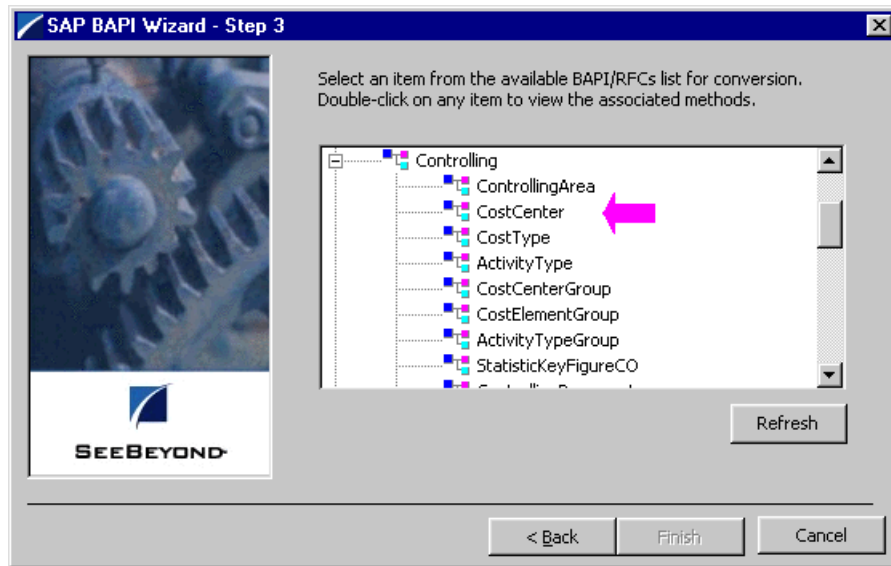 SAP BAPI Wizard - Step 3
Select an item from the available BAPI/RFCs list for conversion.
Double-click on any item to view the associated methods.
Controlling
ControllingArea
CostCenter
CostType
ActivityType
CostCenterGroup
CostElementGroup
ActivityTypeGroup
StatisticKeyFigureCO
Refresh
SEEBEYOND
< Back
Finish
Cancel